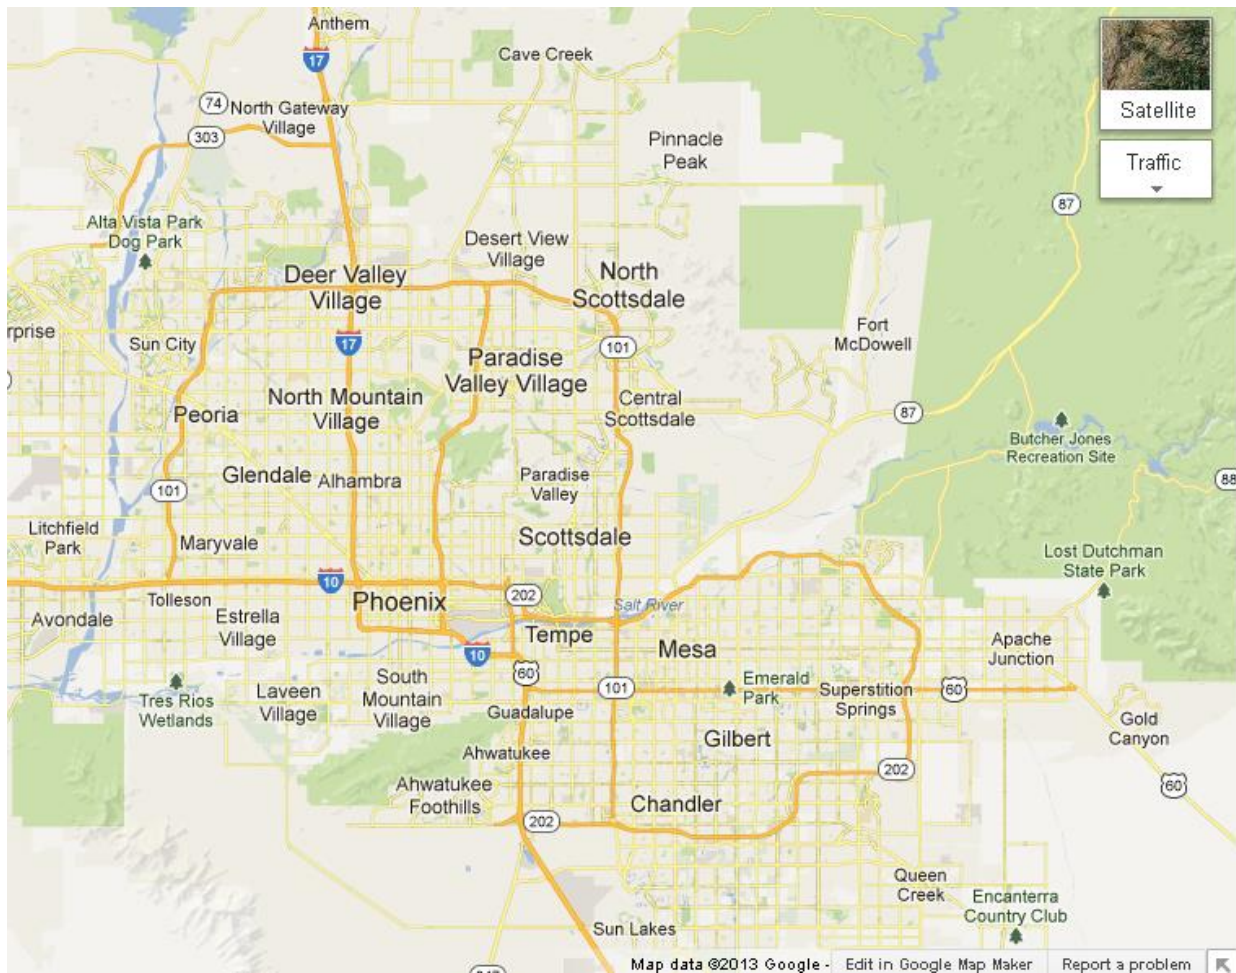 Anthem
17
Cave Creek
Satellite
74
North Gateway
Village
303
Pinnacle
Peak
Traffic
87
Alta Vista Park
Dog Park
Desert View
Village
Deer Valley
Village
North
Scottsdale
erprise
Sun City
17
101
Fort
McDowell
Paradise
Valley Village
North Mountain
Village
Peoria
Central
Scottsdale
87
Butcher Jones
Recreation Site
Glendale
Alhambra
Paradise
Valley
101
88
Litchfield
Park
Maryvale
Scottsdale
Lost Dutchman
State Park
10
Tolleson
Phoenix
202
Salt River
Avondale
Estrella
Village
Tempe
Mesa
Apache
Junction
10
60
101
Emerald
Park
Superstition
Springs
60
Tres Rios
Wetlands
Laveen
Village
South
Mountain
Village
Guadalupe
Gold
Canyon
Gilbert
Ahwatukee
202
60
Ahwatukee
Foothills
Chandler
202
Queen
Creek
Encanterra
Country Club
Sun Lakes
Map data ©2013 Google -
Edit in Google Map Maker
Report a problem